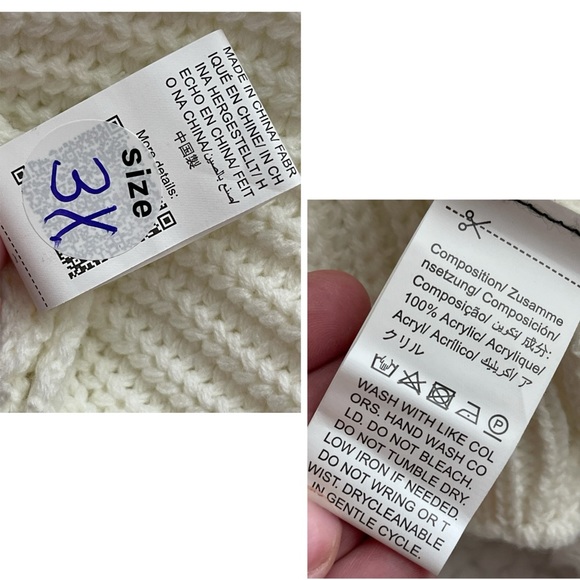 size
3X
More details:
MADE IN CHINA/ FABR
IQUÉ EN CHINE/ IN CH
INA HERGESTELLT/ H
ECHO EN CHINA/ FEIT
O NA CHINA/صنع بالصين/
中国製
Composition/ Zusamme
nsetzung/ Composición/
Composição/ التكوين/ 成分:
100% Acrylic/ Acrylique/
Acryl/ Acrílico/ أكريليك/ ア
クリル
WASH WITH LIKE COL
ORS. HAND WASH CO
LD. DO NOT BLEACH.
DO NOT TUMBLE DRY.
LOW IRON IF NEEDED.
DO NOT WRING OR T
WIST. DRYCLEANABLE
IN GENTLE CYCLE.